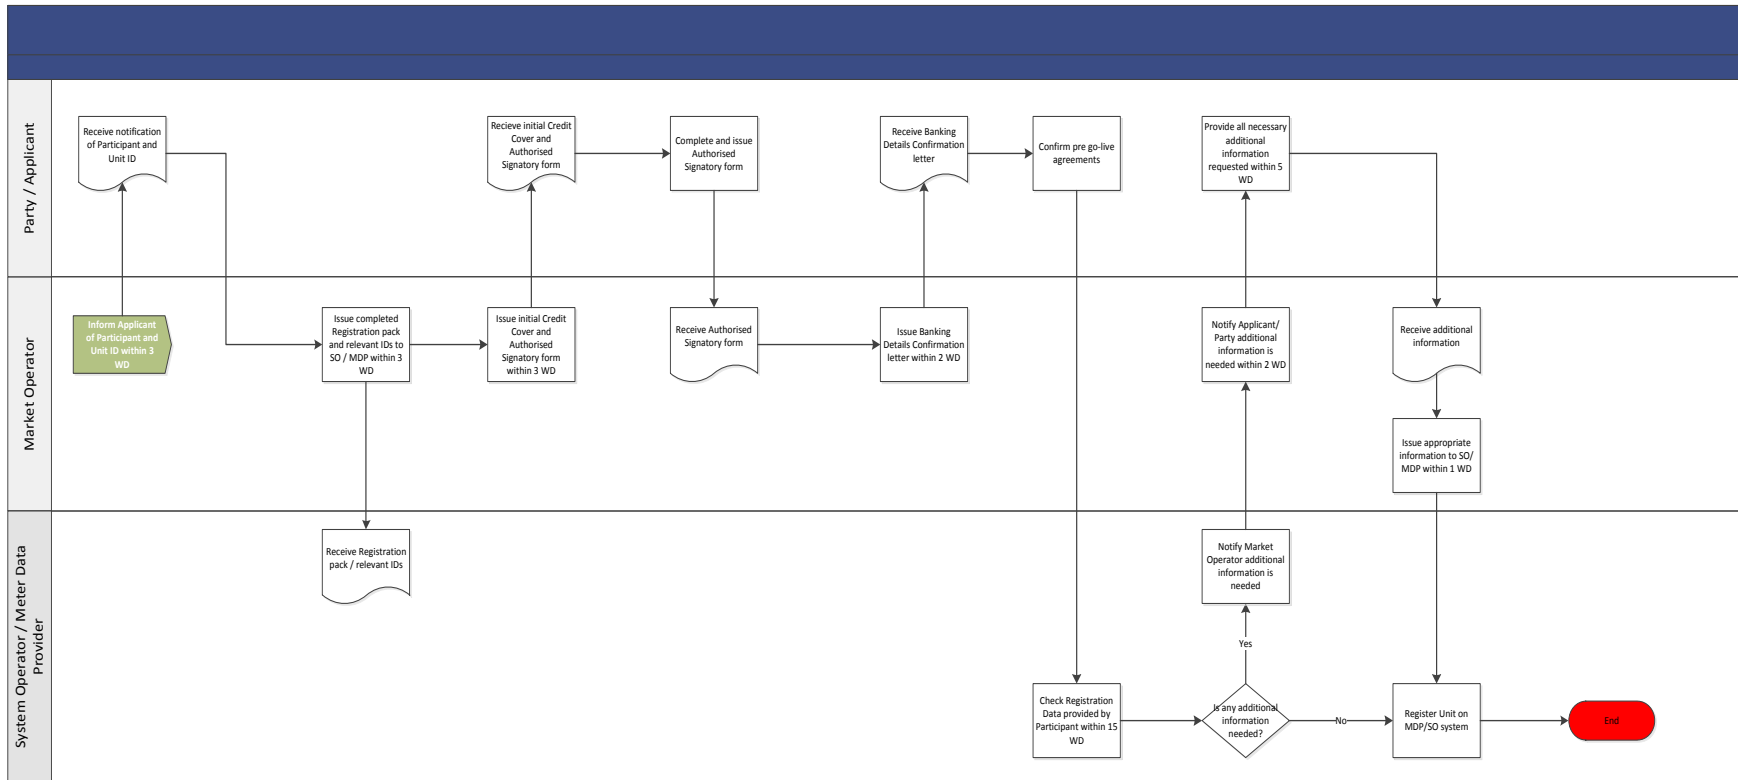 Party / Applicant
Receive notification
of Participant and
Unit ID
Recieve initial Credit
Cover and
Authorised
Signatory form
Complete and issue
Authorised
Signatory form
Receive Banking
Details Confirmation
letter
Confirm pre go-live
agreements
Provide all necessary
additional
information
requested within 5
WD
Market Operator
Inform Applicant
of Participant and
Unit ID within 3
WD
Issue completed
Registration pack
and relevant IDs to
SO / MDP within 3
WD
Issue initial Credit
Cover and
Authorised
Signatory form
within 3 WD
Receive Authorised
Signatory form
Issue Banking
Details Confirmation
letter within 2 WD
Notify Applicant/
Party additional
information is
needed within 2 WD
Receive additional
information
Issue appropriate
information to SO/
MDP within 1 WD
System Operator / Meter Data
Provider
Receive Registration
pack / relevant IDs
Notify Market
Operator additional
information is
needed
Yes
Check Registration
Data provided by
Participant within 15
WD
Is any additional
information
needed?
No
Register Unit on
MDP/SO system
End